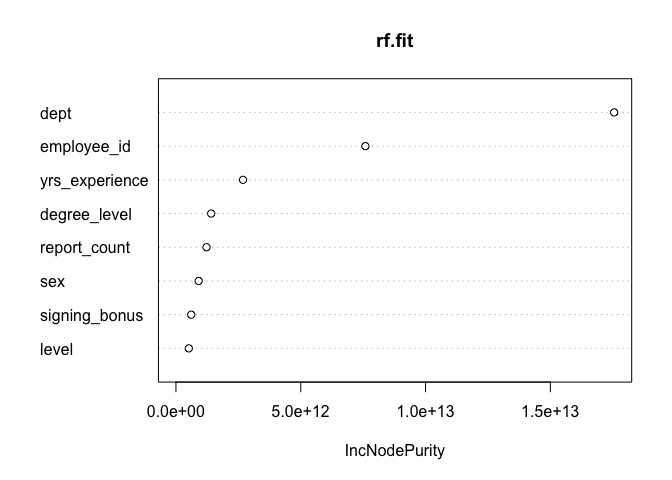 rf.fit
dept
employee_id
yrs_experience
degree_level
report_count
sex
signing_bonus
level
0.0e+00 5.0e+12 1.0e+13 1.5e+13
IncNodePurity